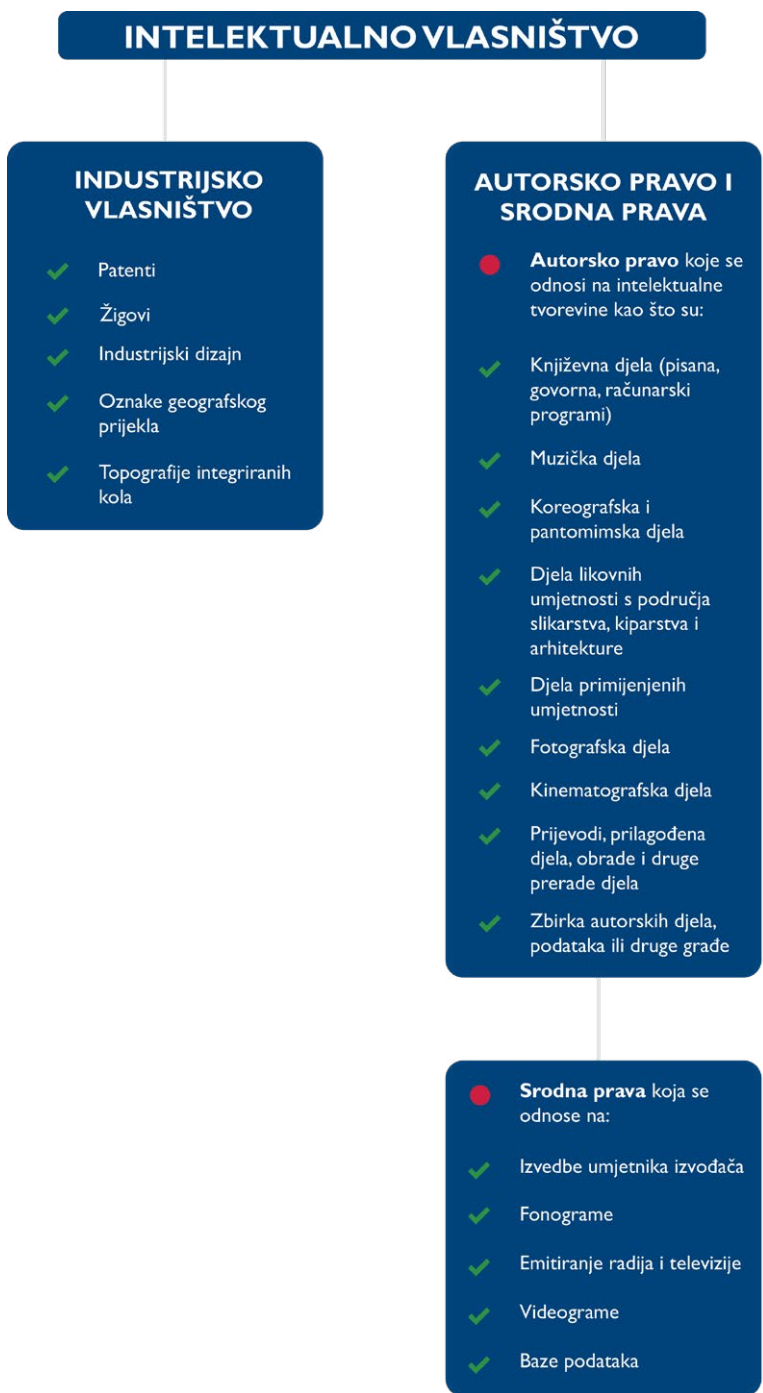 INTELEKTUALNO VLASNIŠTVO
INDUSTRIJSKO
VLASNIŠTVO
Patenti
Žigovi
Industrijski dizajn
Oznake geografskog
prijekla
Topografije integriranih
kola
AUTORSKO PRAVO I
SRODNA PRAVA
Autorsko pravo koje se
odnosi na intelektualne
tvorevine kao što su:
Književna djela (pisana,
govorna, računarski
programi)
Muzička djela
Koreografska i
pantomimska djela
Djela likovnih
umjetnosti s područja
slikarstva, kiparstva i
arhitekture
Djela primijenjenih
umjetnosti
Fotografska djela
Kinematografska djela
Prijevodi, prilagođena
djela, obrade i druge
prerade djela
Zbirka autorskih djela,
podataka ili druge građe
Srodna prava koja se
odnose na:
Izvedbe umjetnika izvođača
Fonograme
Emitiranje radija i televizije
Videograme
Baze podataka